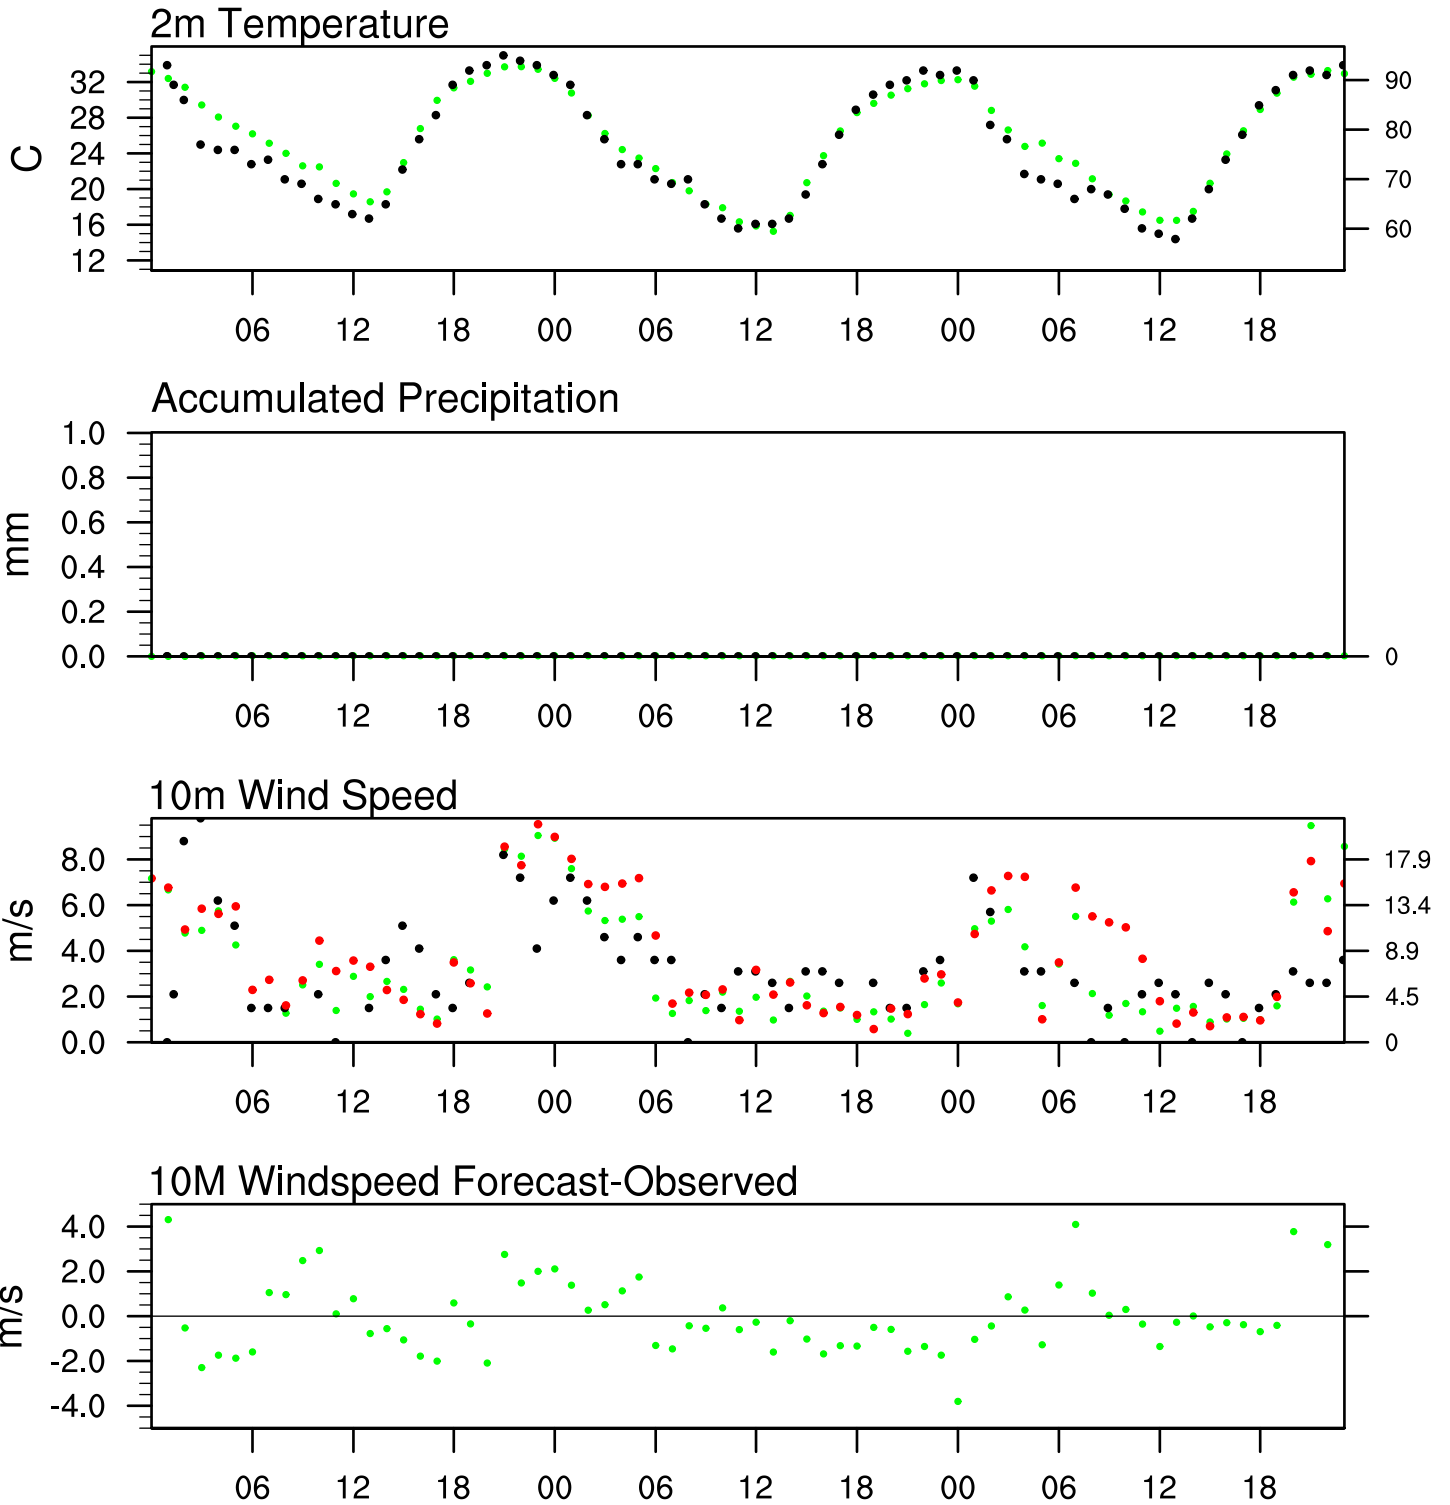 2m Temperature
C
32
28
24
20
16
12
90
80
70
60
06 12 18 00 06 12 18 00 06 12 18
Accumulated Precipitation
mm
1.0
0.8
0.6
0.4
0.2
0.0
0
06 12 18 00 06 12 18 00 06 12 18
10m Wind Speed
m/s
8.0
6.0
4.0
2.0
0.0
17.9
13.4
8.9
4.5
0
06 12 18 00 06 12 18 00 06 12 18
10M Windspeed Forecast-Observed
m/s
4.0
2.0
0.0
-2.0
-4.0
06 12 18 00 06 12 18 00 06 12 18